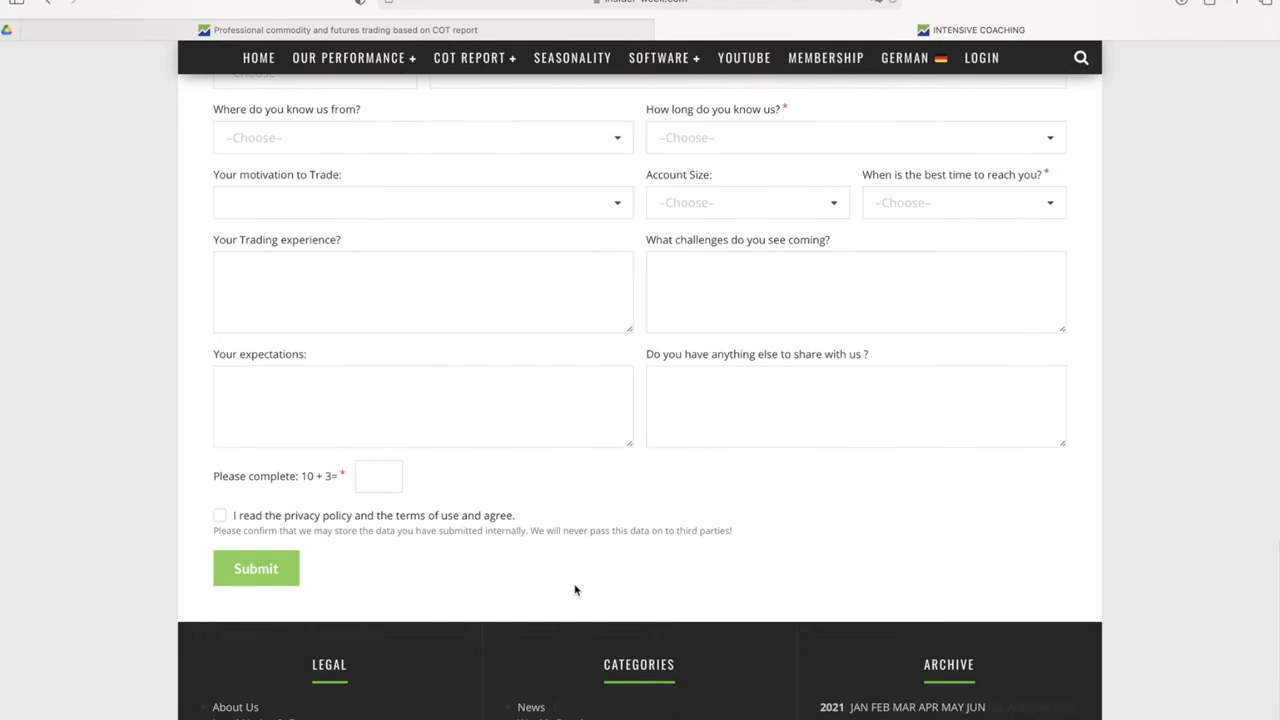 Professional commodity and futures trading based on COT report INTENSIVE COACHING
HOME OUR PERFORMANCE + COT REPORT + SEASONALITY SOFTWARE + YOUTUBE MEMBERSHIP GERMAN LOGIN
Where do you know us from? How long do you know us? *
–Choose– –Choose–
Your motivation to Trade: Account Size: When is the best time to reach you? *
–Choose– –Choose–
Your Trading experience? What challenges do you see coming?
Your expectations: Do you have anything else to share with us ?
Please complete: 10 + 3= *
I read the privacy policy and the terms of use and agree.
Please confirm that we may store the data you have submitted internally. We will never pass this data on to third parties!
Submit
LEGAL CATEGORIES ARCHIVE
About Us News 2021 JAN FEB MAR APR MAY JUN